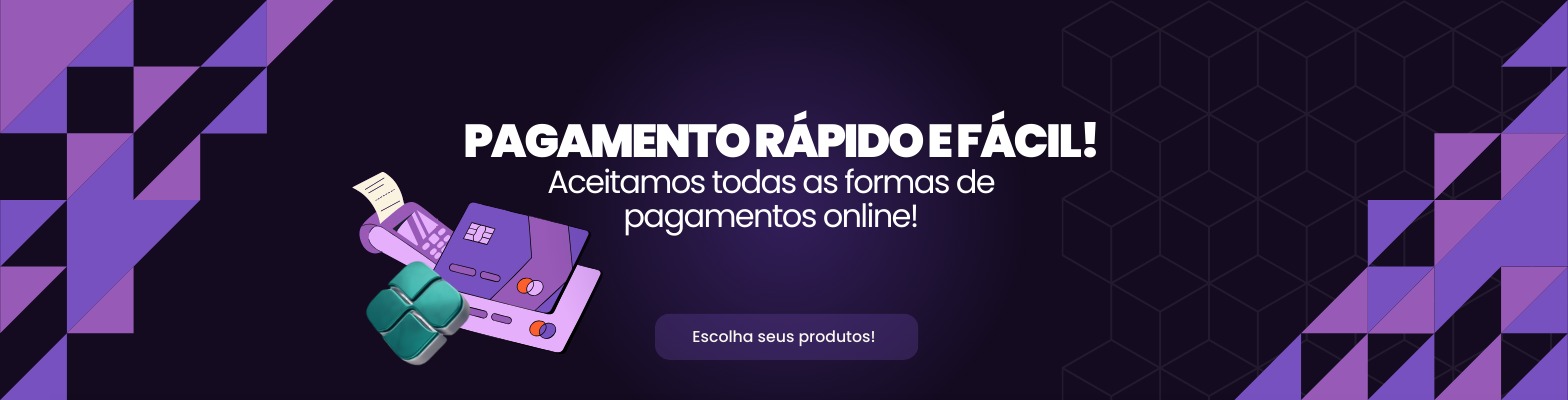 PAGAMENTO RÁPIDO E FÁCIL!
Aceitamos todas as formas de
pagamentos online!
Escolha seus produtos!